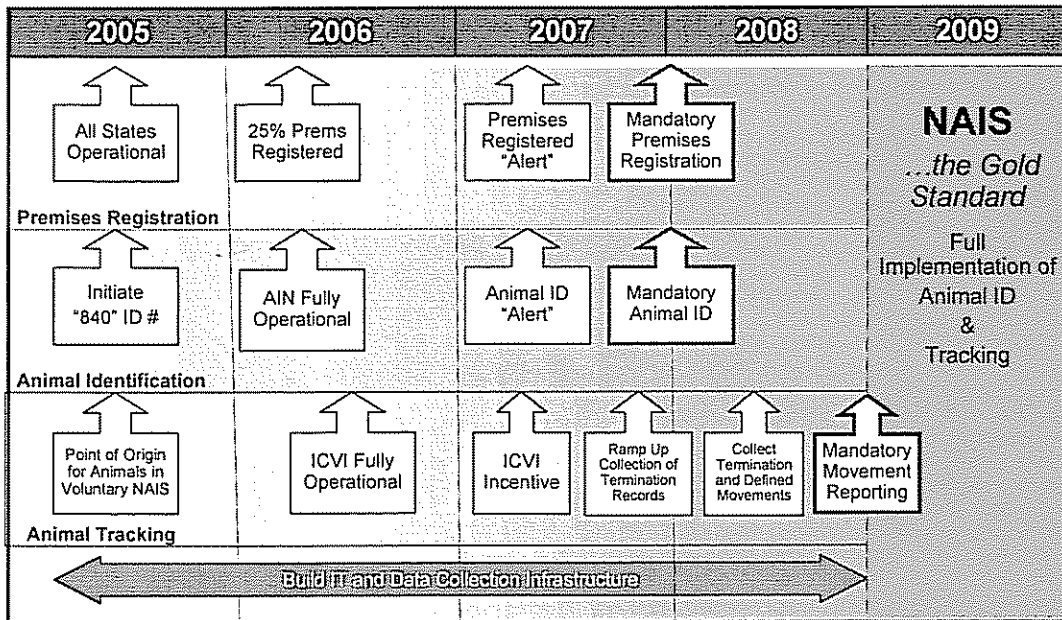 2005
2006
2007
2008
2009
All States
Operational
25% Prems
Registered
Premises
Registered
"Alert"
Mandatory
Premises
Registration
Premises Registration
Initiate
"840" ID #
AIN Fully
Operational
Animal ID
"Alert"
Mandatory
Animal ID
Animal Identification
Point of Origin
for Animals in
Voluntary NAIS
ICVI Fully
Operational
ICVI
Incentive
Ramp Up
Collection of
Termination
Records
Collect
Termination
and Defined
Movements
Mandatory
Movement
Reporting
Animal Tracking
Build IT and Data Collection Infrastructure
NAIS
...the Gold
Standard
Full
Implementation of
Animal ID
&
Tracking